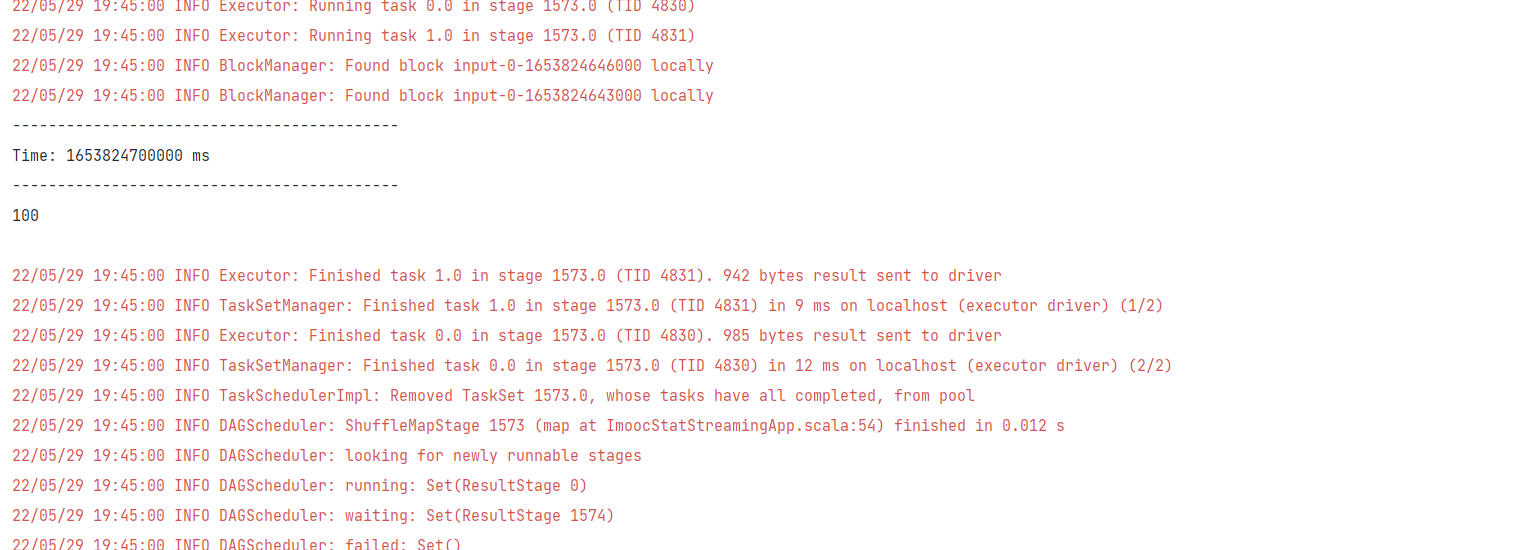 22/05/29 19:45:00 INFO Executor: Running task 0.0 in stage 1573.0 (TID 4830)
22/05/29 19:45:00 INFO Executor: Running task 1.0 in stage 1573.0 (TID 4831)
22/05/29 19:45:00 INFO BlockManager: Found block input-0-1653824646000 locally
22/05/29 19:45:00 INFO BlockManager: Found block input-0-1653824643000 locally
-------------------------------------------
Time: 1653824700000 ms
-------------------------------------------
100
22/05/29 19:45:00 INFO Executor: Finished task 1.0 in stage 1573.0 (TID 4831). 942 bytes result sent to driver
22/05/29 19:45:00 INFO TaskSetManager: Finished task 1.0 in stage 1573.0 (TID 4831) in 9 ms on localhost (executor driver) (1/2)
22/05/29 19:45:00 INFO Executor: Finished task 0.0 in stage 1573.0 (TID 4830). 985 bytes result sent to driver
22/05/29 19:45:00 INFO TaskSetManager: Finished task 0.0 in stage 1573.0 (TID 4830) in 12 ms on localhost (executor driver) (2/2)
22/05/29 19:45:00 INFO TaskSchedulerImpl: Removed TaskSet 1573.0, whose tasks have all completed, from pool
22/05/29 19:45:00 INFO DAGScheduler: ShuffleMapStage 1573 (map at ImoocStatStreamingApp.scala:54) finished in 0.012 s
22/05/29 19:45:00 INFO DAGScheduler: looking for newly runnable stages
22/05/29 19:45:00 INFO DAGScheduler: running: Set(ResultStage 0)
22/05/29 19:45:00 INFO DAGScheduler: waiting: Set(ResultStage 1574)
22/05/29 19:45:00 INFO DAGScheduler: failed: Set()